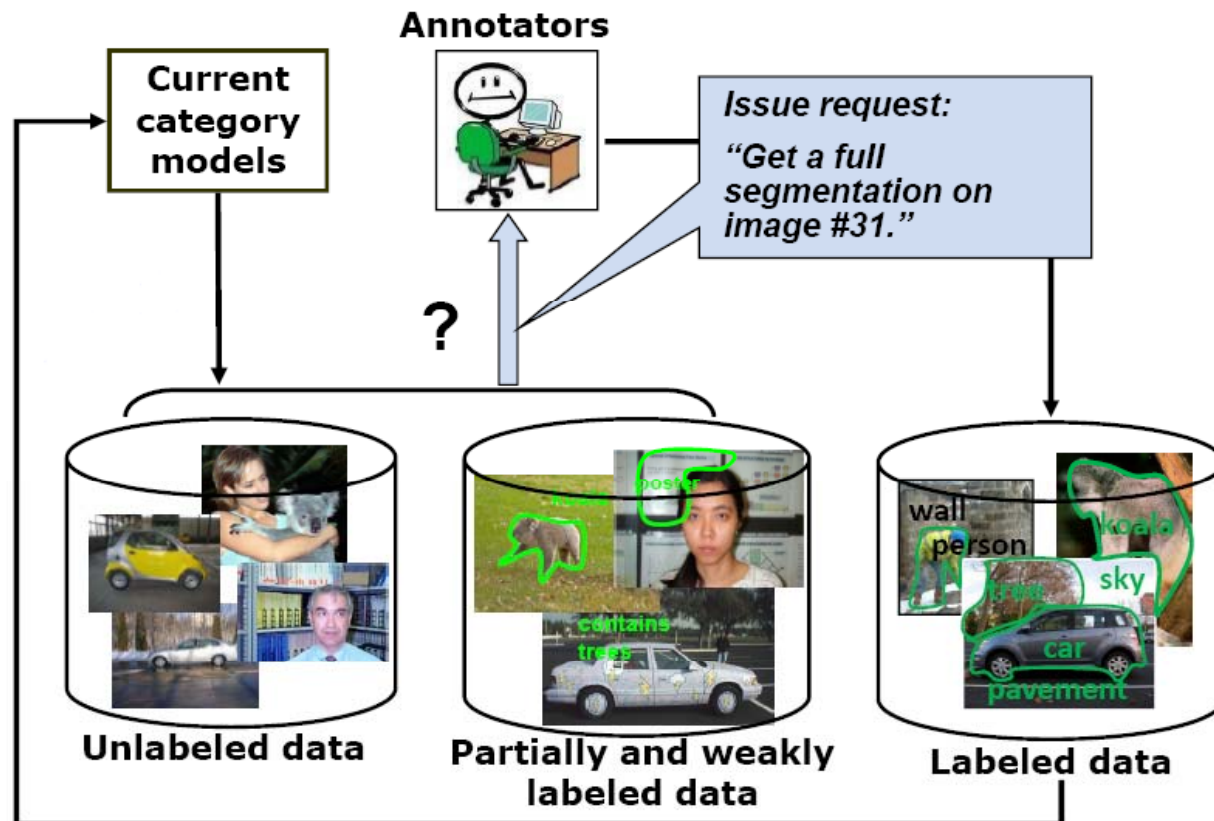 Annotators
Current
category
models
Issue request:
“Get a full
segmentation on
image #31.”
?
koala
poster
contains
trees
wall
person
koala
sky
tree
car
pavement
Unlabeled data
Partially and weakly
labeled data
Labeled data